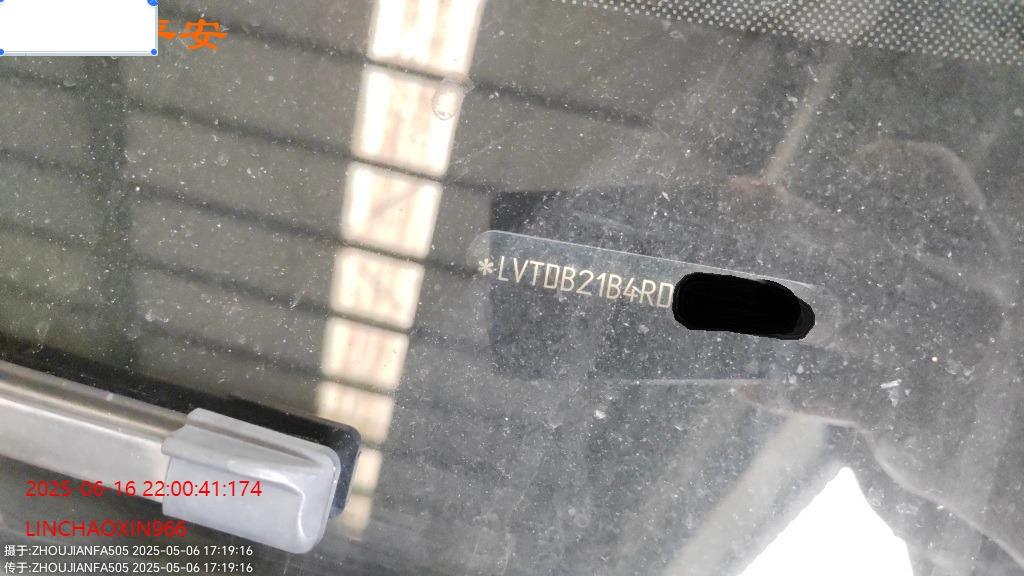 平安
*LVTDB21B4RD
2025-06-16 22:00:41:174
LINCHAOXIN966
摄于:ZHOUJIANFA505 2025-05-06 17:19:16
传于:ZHOUJIANFA505 2025-05-06 17:19:16